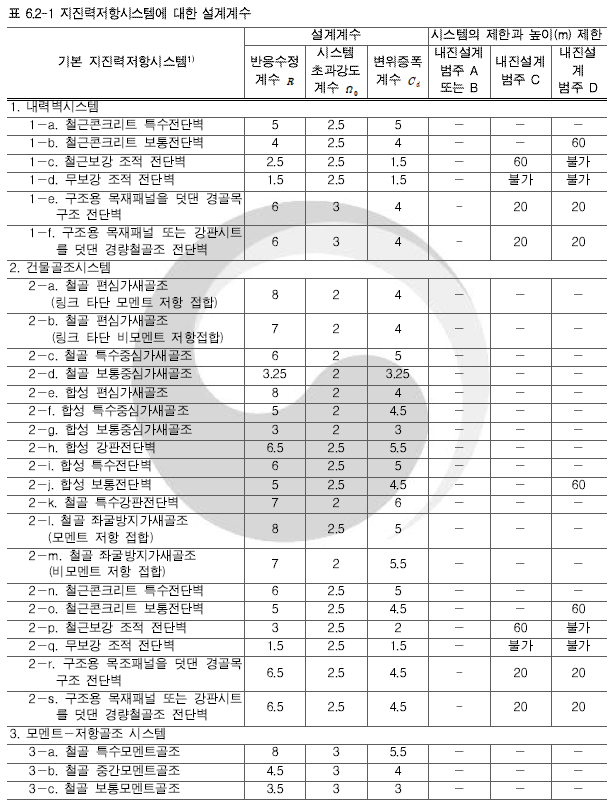 표 6.2-1 지진력저항시스템에 대한 설계계수
기본 지진력저항시스템1) 설계계수 시스템의 제한과 높이(m) 제한
반응수정 계수 R 시스템 초과강도 계수 Ω0 변위증폭 계수 Cd 내진설계 범주 A 또는 B 내진설계 범주 C 내진설계 범주 D
1. 내력벽시스템
1-a. 철근콘크리트 특수전단벽 5 2.5 5 - - -
1-b. 철근콘크리트 보통전단벽 4 2.5 4 - - 60
1-c. 철근보강 조적 전단벽 2.5 2.5 1.5 - 60 불가
1-d. 무보강 조적 전단벽 1.5 2.5 1.5 - 불가 불가
1-e. 구조용 목재패널을 덧댄 경골목
구조 전단벽 6 3 4 - 20 20
1-f. 구조용 목재패널 또는 강판시트
를 덧댄 경량철골조 전단벽 6 3 4 - 20 20
2. 건물골조시스템
2-a. 철골 편심가새골조
(링크 타단 모멘트 저항 접합) 8 2 4 - - -
2-b. 철골 편심가새골조
(링크 타단 비모멘트 저항접합) 7 2 4 - - -
2-c. 철골 특수중심가새골조 6 2 5 - - -
2-d. 철골 보통중심가새골조 3.25 2 3.25 - - -
2-e. 합성 편심가새골조 8 2 4 - - -
2-f. 합성 특수중심가새골조 5 2 4.5 - - -
2-g. 합성 보통중심가새골조 3 2 3 - - -
2-h. 합성 강판전단벽 6.5 2.5 5.5 - - -
2-i. 합성 특수전단벽 6 2.5 5 - - -
2-j. 합성 보통전단벽 5 2.5 4.5 - - 60
2-k. 철골 특수강판전단벽 7 2 6 - - -
2-l. 철골 좌굴방지가새골조
(모멘트 저항 접합) 8 2.5 5 - - -
2-m. 철골 좌굴방지가새골조
(비모멘트 저항 접합) 7 2 5.5 - - -
2-n. 철근콘크리트 특수전단벽 6 2.5 5 - - -
2-o. 철근콘크리트 보통전단벽 5 2.5 4.5 - - 60
2-p. 철근보강 조적 전단벽 3 2.5 2 - 60 불가
2-q. 무보강 조적 전단벽 1.5 2.5 1.5 - 불가 불가
2-r. 구조용 목조패널을 덧댄 경골목
구조 전단벽 6.5 2.5 4.5 - 20 20
2-s. 구조용 목재패널 또는 강판시트
를 덧댄 경량철골조 전단벽 6.5 2.5 4.5 - 20 20
3. 모멘트-저항골조 시스템
3-a. 철골 특수모멘트골조 8 3 5.5 - - -
3-b. 철골 중간모멘트골조 4.5 3 4 - - -
3-c. 철골 보통모멘트골조 3.5 3 3 - - -